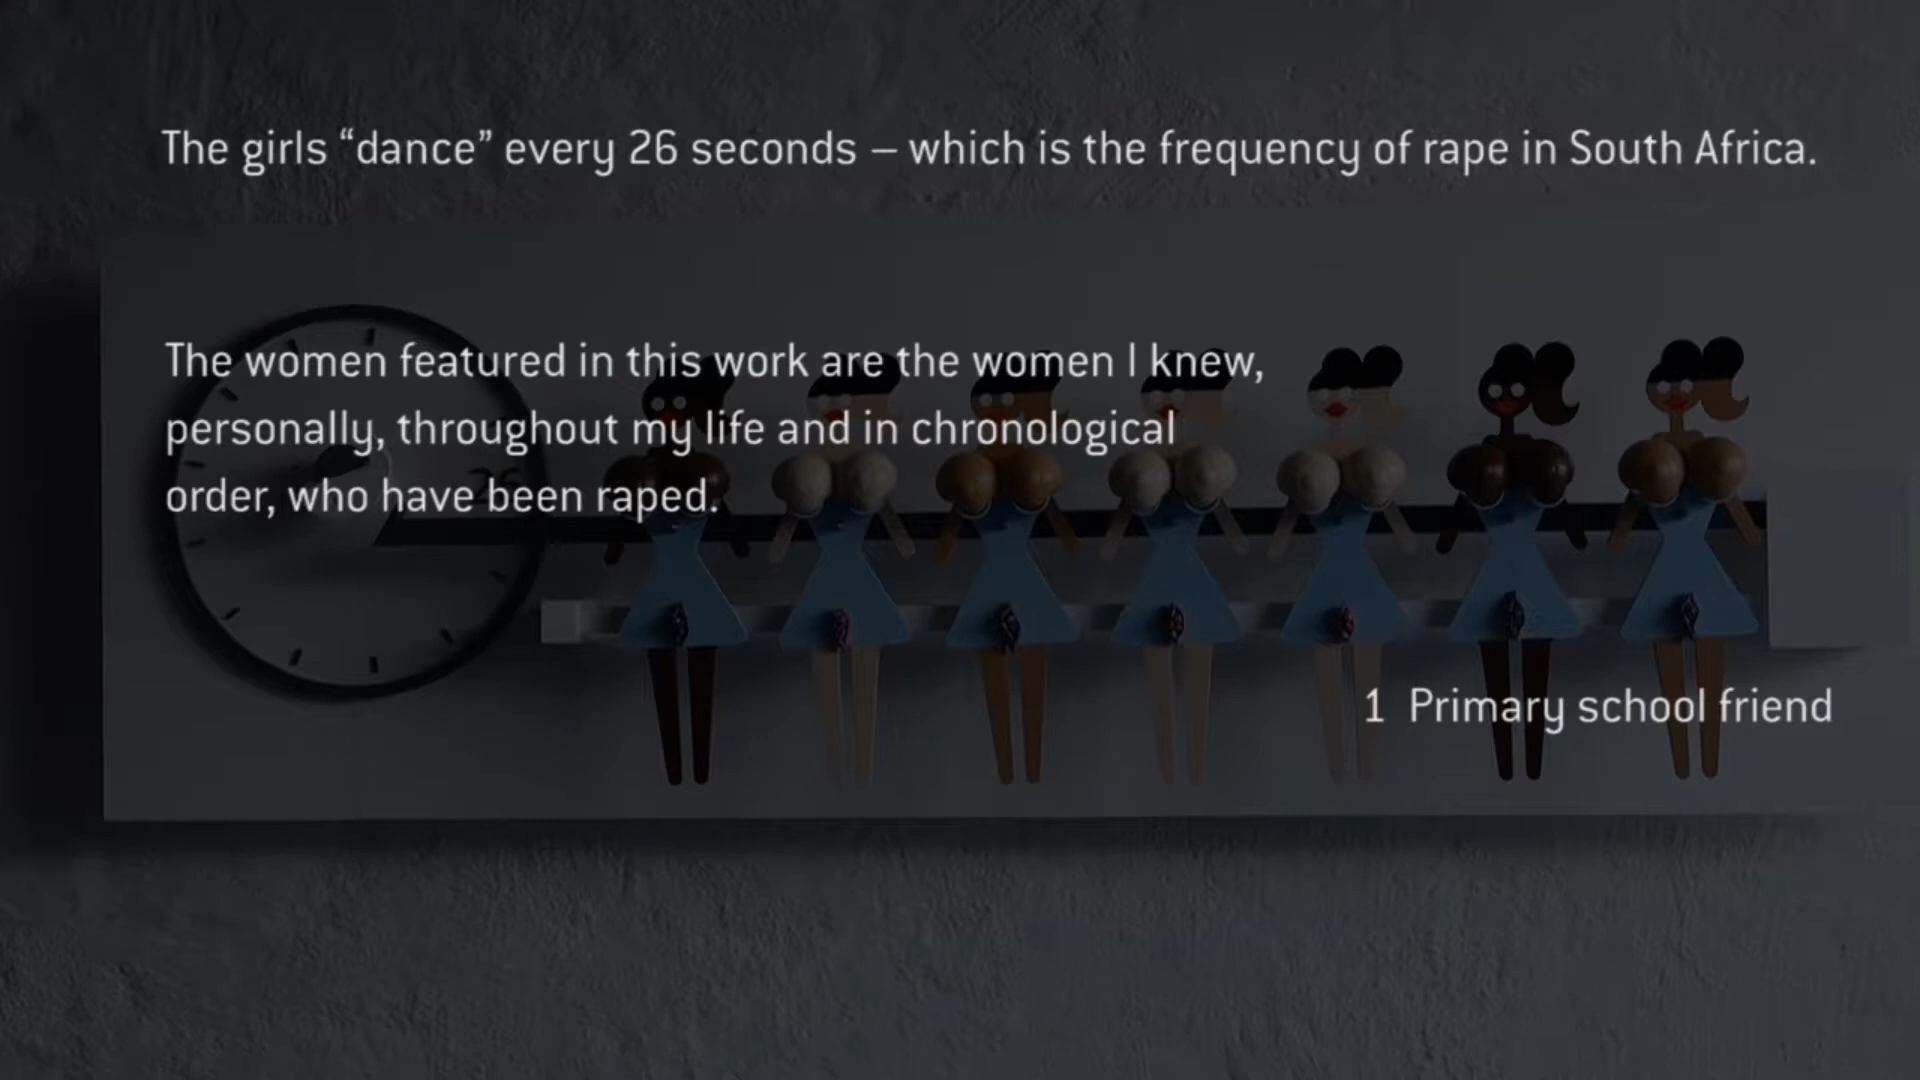 The girls “dance” every 26 seconds – which is the frequency of rape in South Africa.
The women featured in this work are the women I knew,
personally, throughout my life and in chronological
order, who have been raped.
26
1 Primary school friend